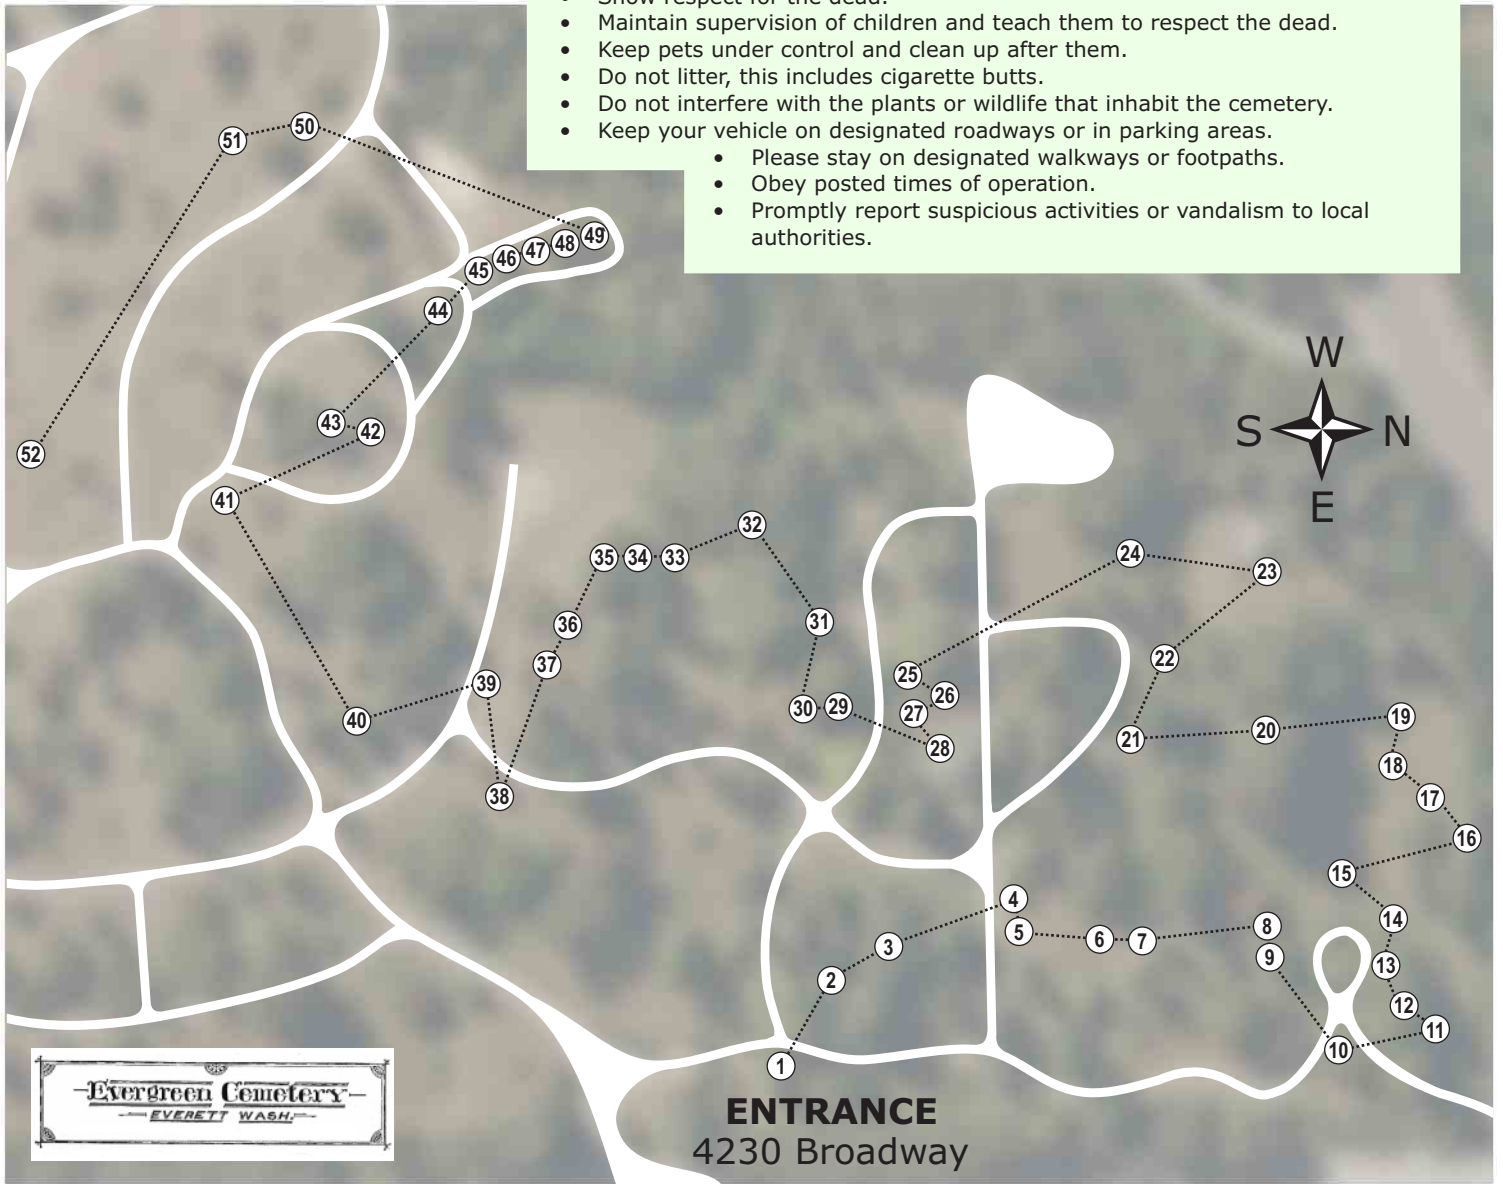 • Show respect for the dead.
• Maintain supervision of children and teach them to respect the dead.
• Keep pets under control and clean up after them.
• Do not litter, this includes cigarette butts.
• Do not interfere with the plants or wildlife that inhabit the cemetery.
• Keep your vehicle on designated roadways or in parking areas.
• Please stay on designated walkways or footpaths.
• Obey posted times of operation.
• Promptly report suspicious activities or vandalism to local
authorities.
50
51
49
48
47
46
45
44
W
S N
E
43
42
52
41
32
24
35 34 33
23
31
36
22
37
25
39
26
30 29
27
19
40
20
21
28
18
38
17
16
15
4
14
8
5
6 7
3
9
13
2
12
11
10
1
Evergreen Cemetery
EVERETT WASH.
ENTRANCE
4230 Broadway